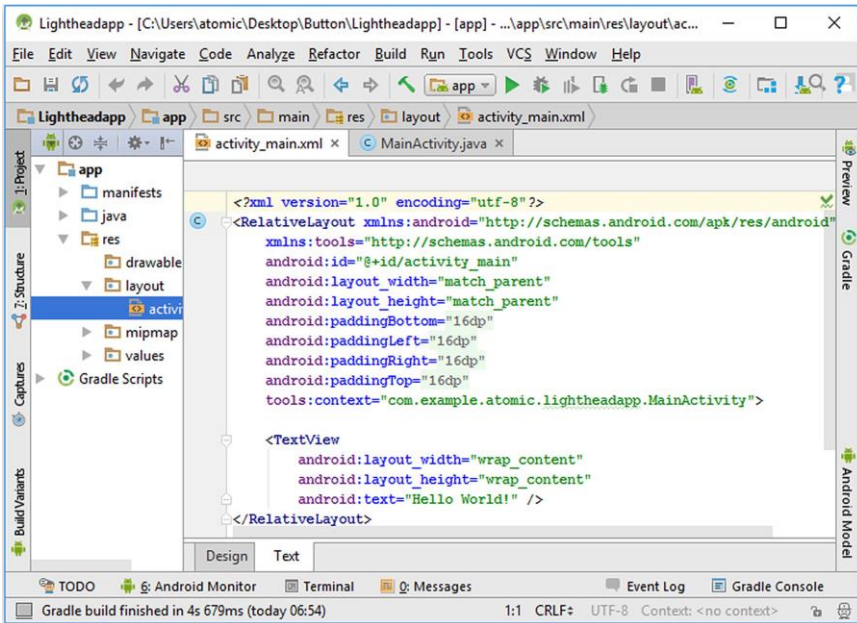 Lightheadapp - [C:\Users\atomic\Desktop\Button\Lightheadapp] - [app] - ...\app\src\main\res\layout\ac...
File Edit View Navigate Code Analyze Refactor Build Run Tools VCS Window Help
app
Lightheadapp app src main res layout activity_main.xml
activity_main.xml MainActivity.java
1: Project
7: Structure
Captures
Build Variants
app
manifests
java
res
drawable
layout
activi
mipmap
values
Gradle Scripts
<?xml version="1.0" encoding="utf-8"?>
<RelativeLayout xmlns:android="http://schemas.android.com/apk/res/android"
xmlns:tools="http://schemas.android.com/tools"
android:id="@+id/activity_main"
android:layout_width="match_parent"
android:layout_height="match_parent"
android:paddingBottom="16dp"
android:paddingLeft="16dp"
android:paddingRight="16dp"
android:paddingTop="16dp"
tools:context="com.example.atomic.lightheadapp.MainActivity">
<TextView
android:layout_width="wrap_content"
android:layout_height="wrap_content"
android:text="Hello World!" />
</RelativeLayout>
Preview
Gradle
Android Model
Design Text
TODO 6: Android Monitor Terminal 0: Messages Event Log Gradle Console
Gradle build finished in 4s 679ms (today 06:54) 1:1 CRLF UTF-8 Context: <no context>